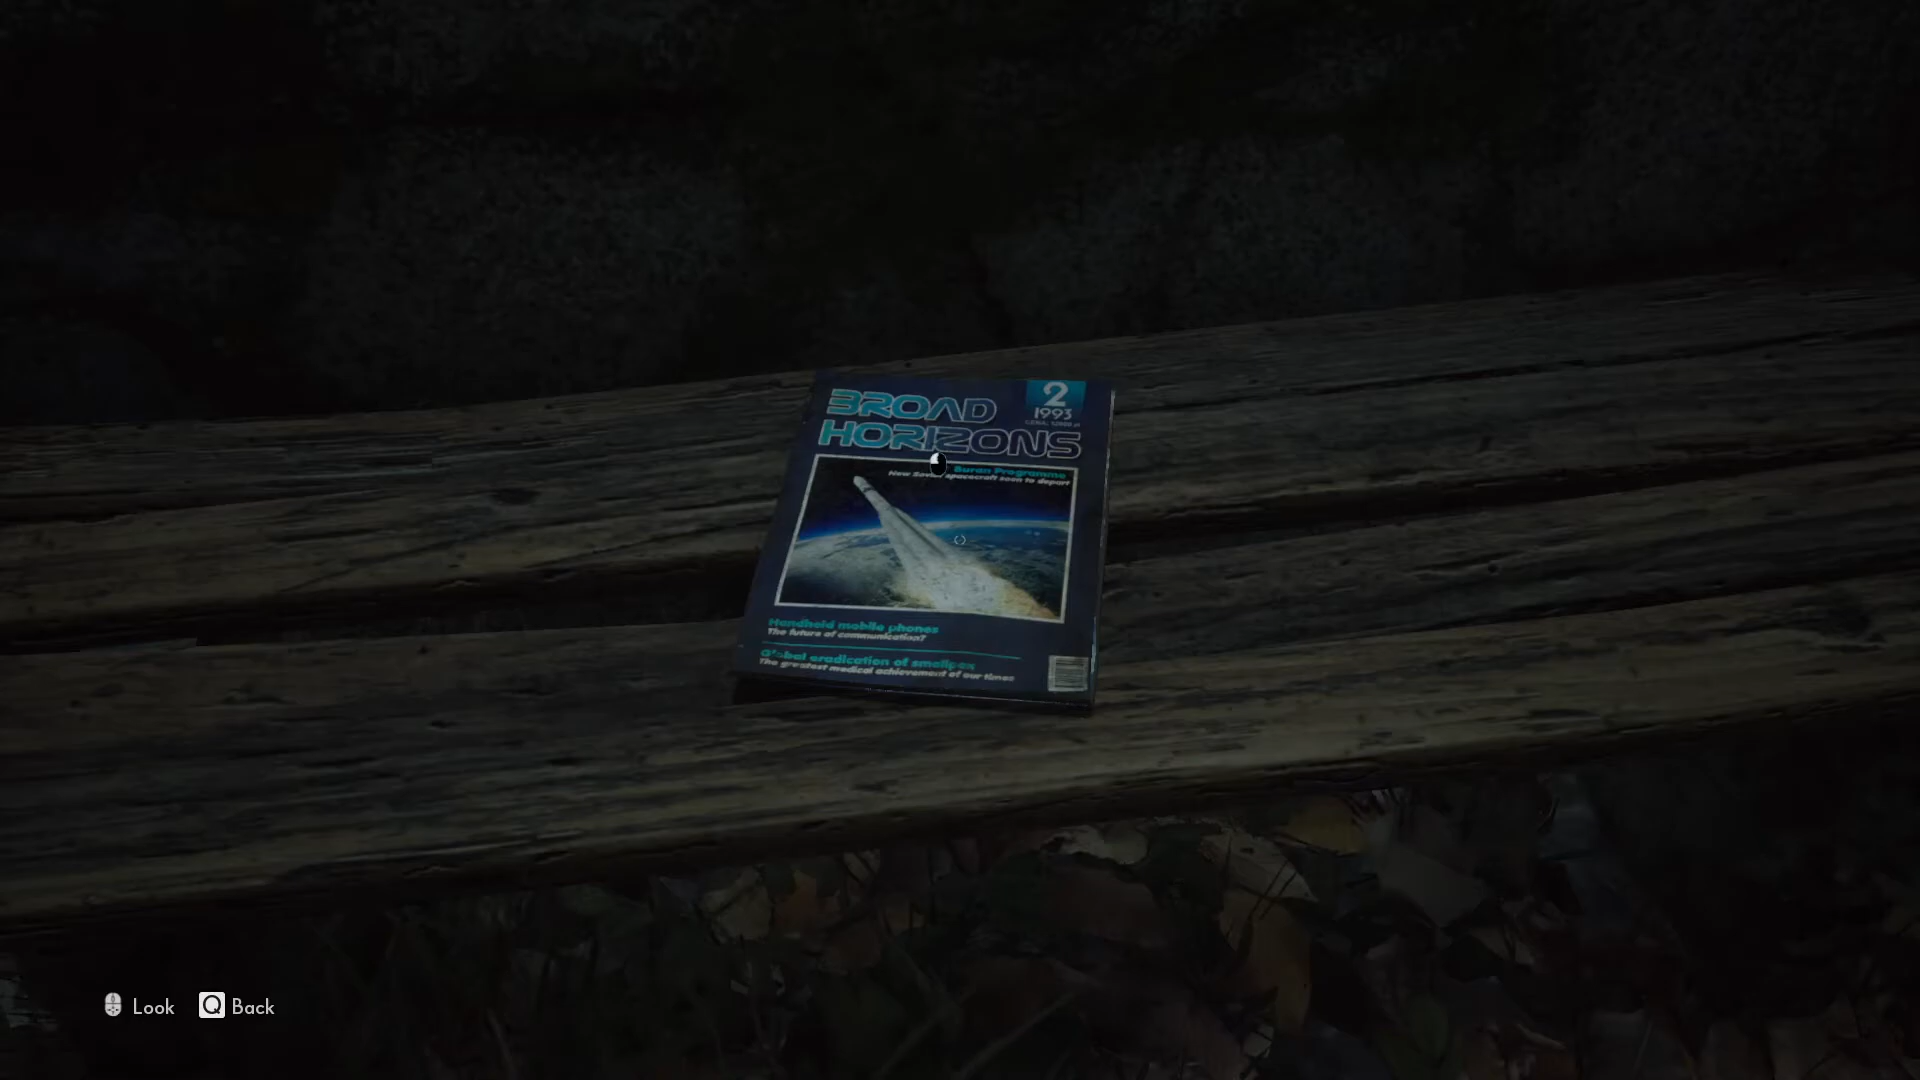 BROAD
HORIZONS
2
1993
Buran Programme
New Soviet spacecraft soon to depart
Handheld mobile phones
The future of communication?
Global eradication of smallpox
The greatest medical achievement of our times
Look
Q Back